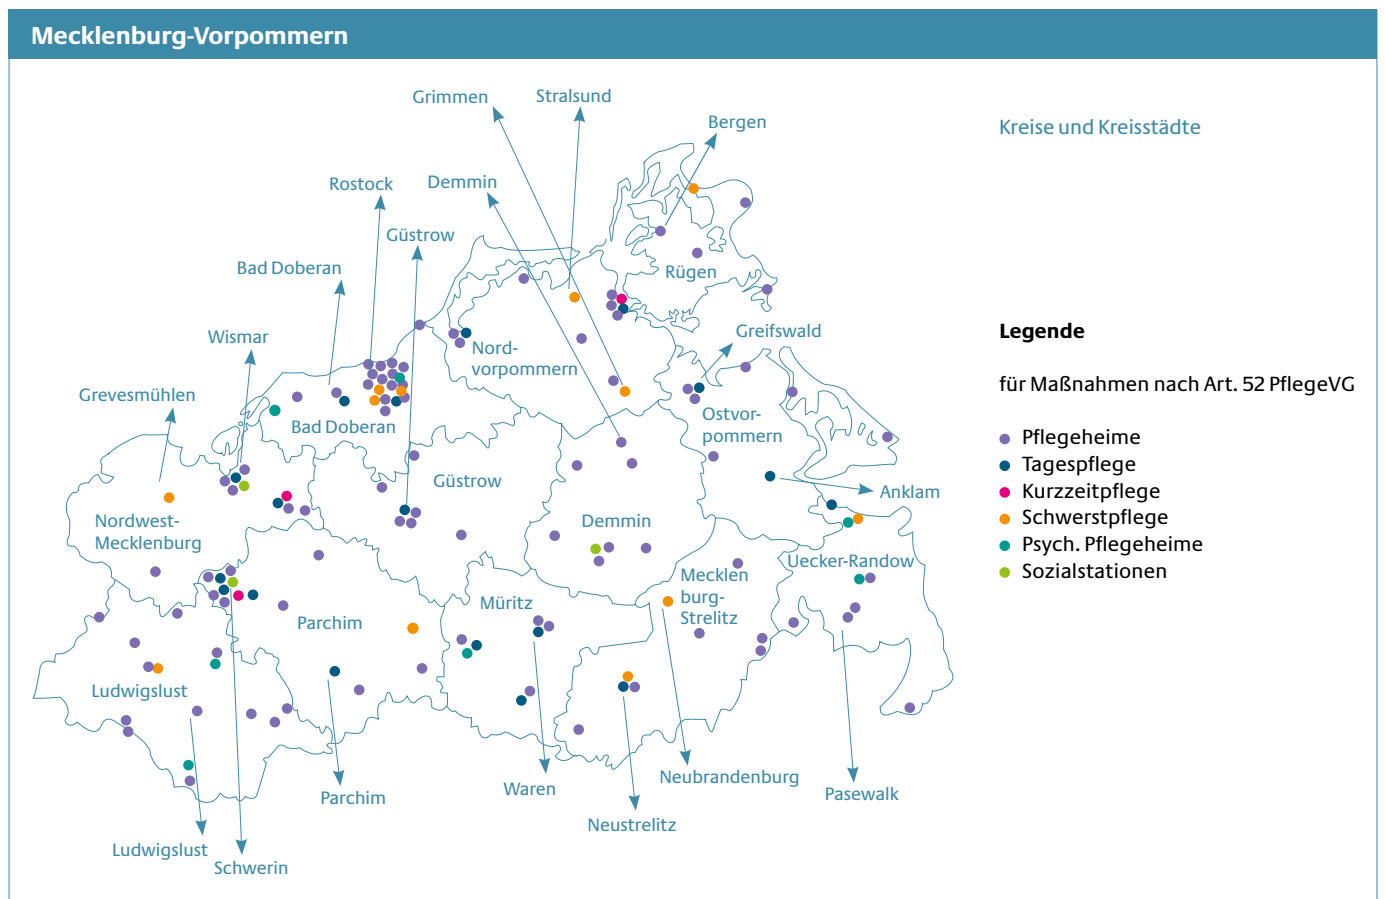 Mecklenburg-Vorpommern
Grimmen
Stralsund
Bergen
Kreise und Kreisstädte
Rostock
Demmin
Güstrow
Bad Doberan
Rügen
Wismar
Greifswald
Legende
Nord-
vorpommern
für Maßnahmen nach Art. 52 PflegeVG
Grevesmühlen
Ostvor-
pommern
Bad Doberan
Pflegeheime
Tagespflege
Kurzzeitpflege
Schwerstpflege
Psych. Pflegeheime
Sozialstationen
Güstrow
Anklam
Nordwest-
Mecklenburg
Demmin
Uecker-Randow
Mecklen
burg-
Strelitz
Müritz
Parchim
Ludwigslust
Neubrandenburg
Waren
Pasewalk
Parchim
Neustrelitz
Ludwigslust
Schwerin